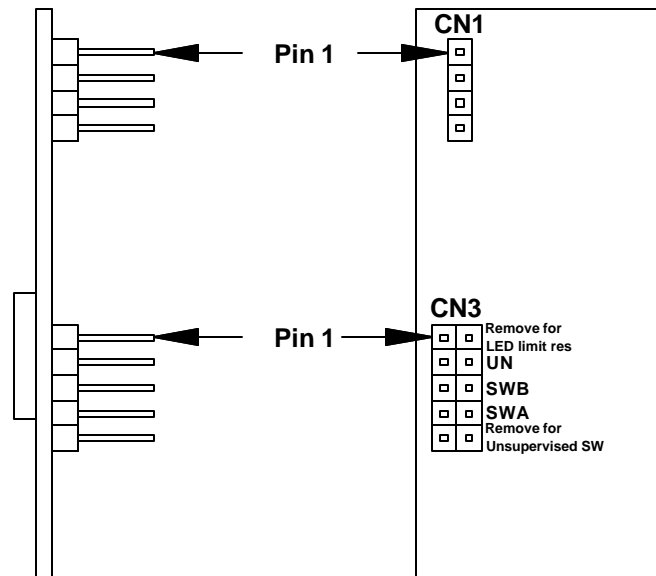 CN1
Pin 1
CN3
Pin 1
Remove for
LED limit res
UN
SWB
SWA
Remove for
Unsupervised SW